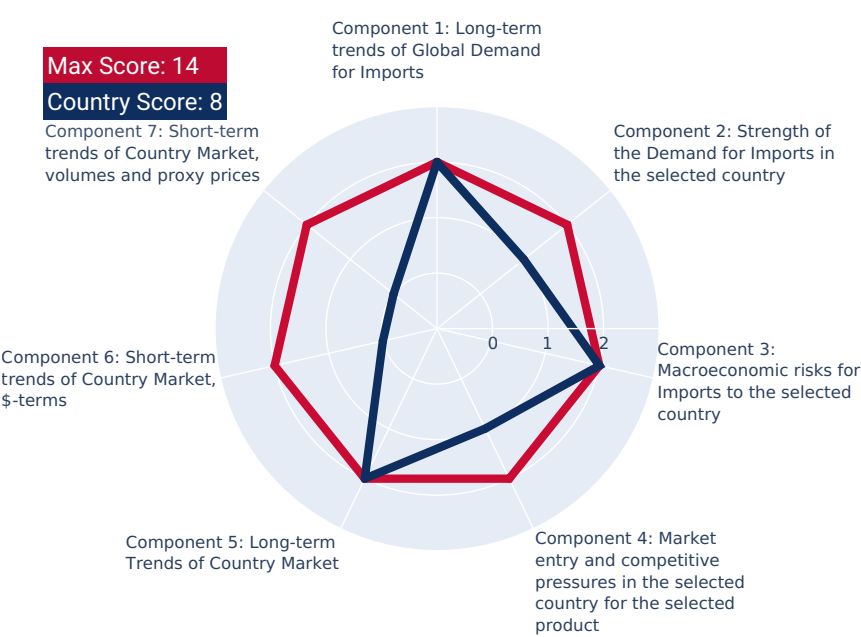 Component 1: Long-term
trends of Global Demand
for Imports
Max Score: 14
Country Score: 8
Component 7: Short-term
trends of Country Market,
volumes and proxy prices
Component 2: Strength of
the Demand for Imports in
the selected country
0
1
2
Component 3:
Macroeconomic risks for
Imports to the selected
country
Component 6: Short-term
trends of Country Market,
$-terms
Component 5: Long-term
Trends of Country Market
Component 4: Market
entry and competitive
pressures in the selected
country for the selected
product